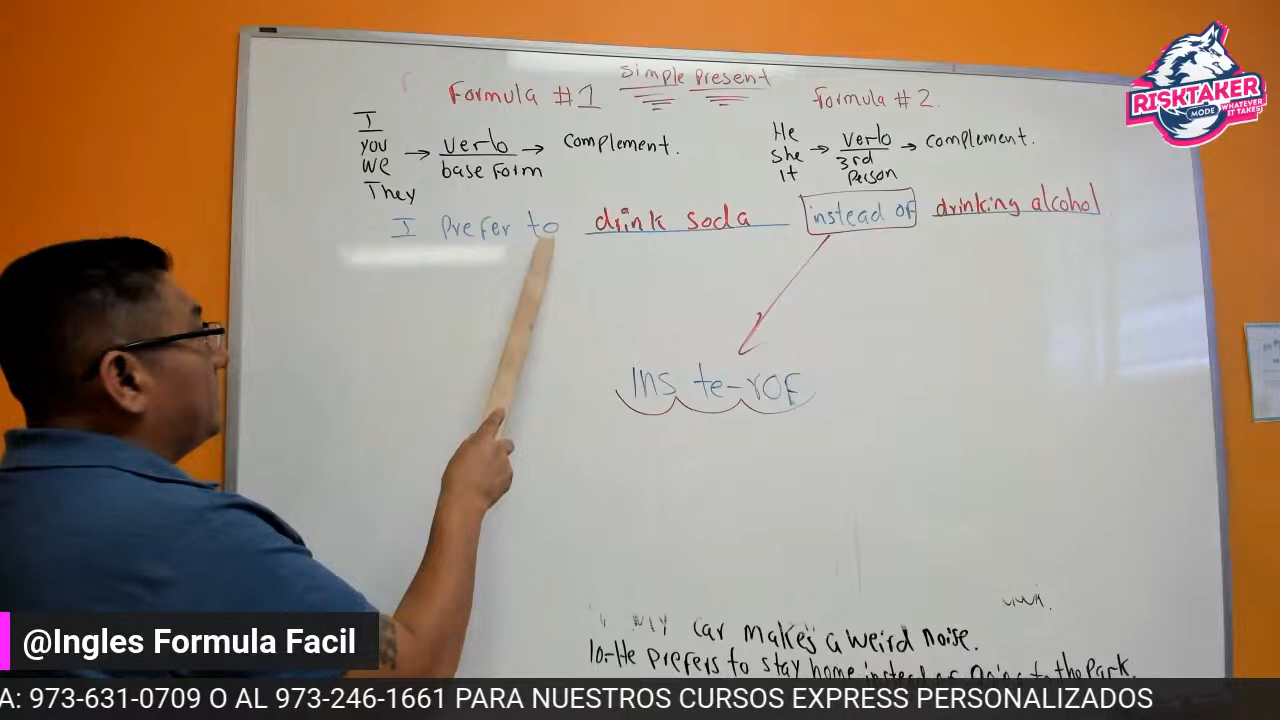 simple present
Formula #1
Formula # 2.
I
you
we
They
→ verbo → complement.
base Form
He
she
it
→ verbo → complement.
3rd
Person
I prefer to drink soda instead of drinking alcohol
Ins te-rOF
my car makes a weird noise.
10-He prefers to stay home instead of going to the park.
RISKTAKER
MODE
WHATEVER
IT TAKES
@Ingles Formula Facil
A: 973-631-0709 O AL 973-246-1661 PARA NUESTROS CURSOS EXPRESS PERSONALIZADOS